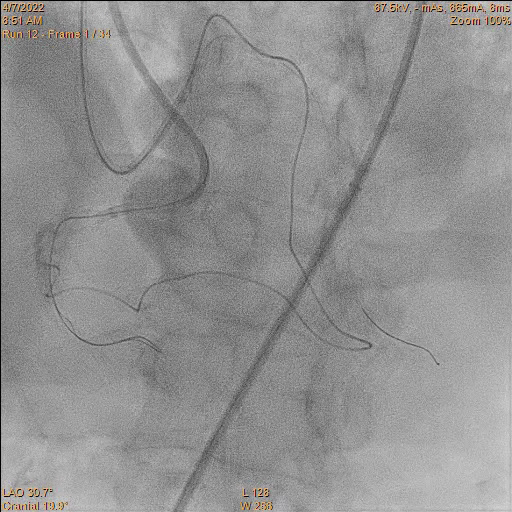 4/7/2022
8:51 AM
Run 12 - Frame 1 / 34
87.5kV, - mAs, 865mA, 8ms
Zoom 100%
LAO 30.7°
Cranial 19.9°
L 128
W 256